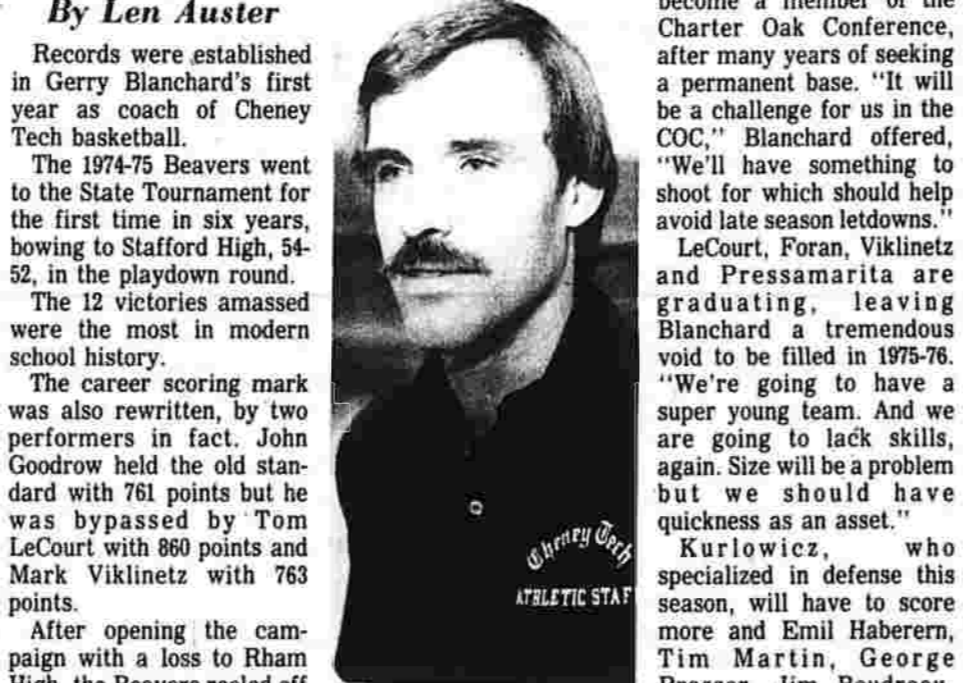 By Len Auster
Records were established
in Gerry Blanchard's first
year as coach of Cheney
Tech basketball.
The 1974-75 Beavers went
to the State Tournament for
the first time in six years,
bowing to Stafford High, 54-
52, in the playdown round.
The 12 victories amassed
were the most in modern
school history.
The career scoring mark
was also rewritten, by two
performers in fact. John
Goodrow held the old stan-
dard with 761 points but he
was bypassed by Tom
LeCourt with 860 points and
Mark Viklinetz with 763
points.
After opening the cam-
paign with a loss to Rham
High, the Beavers reeled off
Cheney Tech
ATHLETIC STAF
become a member of the
Charter Oak Conference,
after many years of seeking
a permanent base. "It will
be a challenge for us in the
COC," Blanchard offered,
"We'll have something to
shoot for which should help
avoid late season letdowns."
LeCourt, Foran, Viklinetz
and Pressamarita are
graduating, leaving
Blanchard a tremendous
void to be filled in 1975-76.
"We're going to have a
super young team. And we
are going to lack skills,
again. Size will be a problem
but we should have
quickness as an asset."
Kurlowicz, who
specialized in defense this
season, will have to score
more and Emil Haberern,
Tim Martin, George
Jim